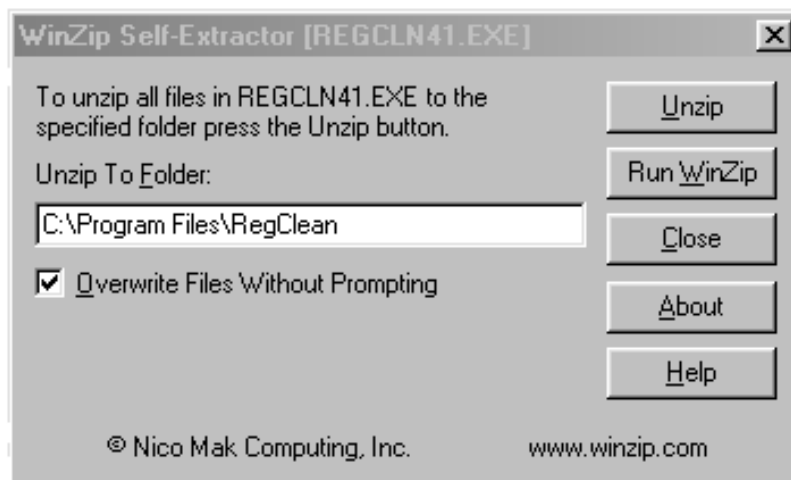 WinZip Self-Extractor [REGCLN41.EXE]
To unzip all files in REGCLN41.EXE to the
specified folder press the Unzip button.
Unzip To Folder:
C:\Program Files\RegClean
Overwrite Files Without Prompting
Unzip
Run WinZip
Close
About
Help
© Nico Mak Computing, Inc.
www.winzip.com